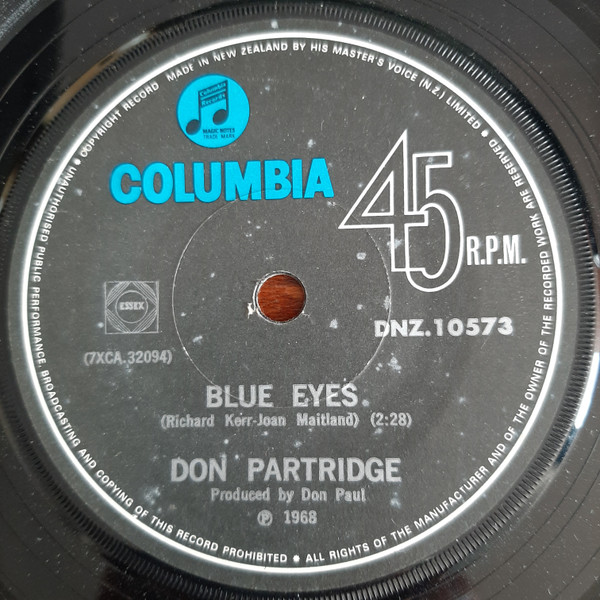 UNAUTHORISED PUBLIC PERFORMANCE, BROADCASTING AND COPYING OF THIS RECORD PROHIBITED • ALL RIGHTS OF THE MANUFACTURER AND OF THE OWNER OF THE RECORDED WORK ARE RESERVED • COPYRIGHT RECORD MADE IN NEW ZEALAND BY HIS MASTER'S VOICE (N.Z.) LIMITED •
Columbia
Records
MAGIC NOTES
TRADE MARK
COLUMBIA
45
R.P.M.
ESSEX
DNZ.10573
(7XCA.32094)
BLUE EYES.
(Richard Kerr-Joan Maitland) (2:28)
DON PARTRIDGE
Produced by Don Paul
℗ 1968